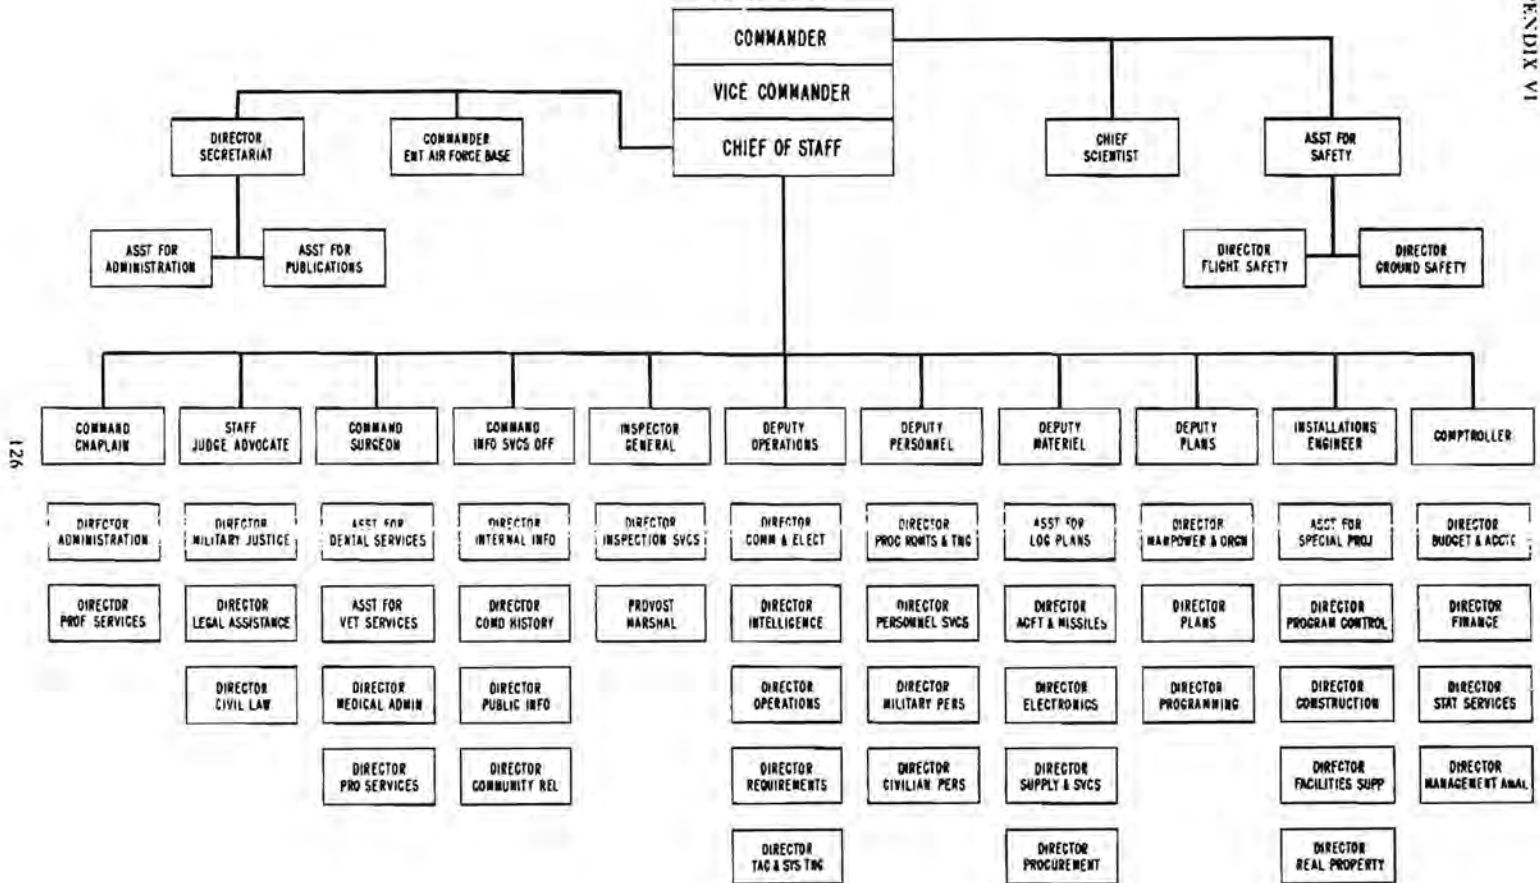 PENDIX VI
COMMANDER
VICE COMMANDER
CHIEF OF STAFF
DIRECTOR
SECRETARIAT
COMMANDER
ENT AIR FORCE BASE
CHIEF
SCIENTIST
ASST FOR
SAFETY
ASST FOR
ADMINISTRATION
ASST FOR
PUBLICATIONS
DIRECTOR
FLIGHT SAFETY
DIRECTOR
GROUND SAFETY
COMMAND
CHAPLAIN
STAFF
JUDGE ADVOCATE
COMMAND
SURGEON
COMMAND
INFO SVCS OFF
INSPECTOR
GENERAL
DEPUTY
OPERATIONS
DEPUTY
PERSONNEL
DEPUTY
MATERIEL
DEPUTY
PLANS
INSTALLATIONS
ENGINEER
COMPTROLLER
DIRECTOR
ADMINISTRATION
DIRECTOR
MILITARY JUSTICE
ASST FOR
DENTAL SERVICES
DIRECTOR
INTERNAL INFO
DIRECTOR
INSPECTION SVCS
DIRECTOR
COMM & ELECT
DIRECTOR
PROC RQMTS & TNG
ASST FOR
LOG PLANS
DIRECTOR
MANPOWER & ORGN
ASST FOR
SPECIAL PROJ
DIRECTOR
BUDGET & ACCTG
DIRECTOR
PROF SERVICES
DIRECTOR
LEGAL ASSISTANCE
ASST FOR
VET SERVICES
DIRECTOR
COMD HISTORY
PROVOST
MARSHAL
DIRECTOR
INTELLIGENCE
DIRECTOR
PERSONNEL SVCS
DIRECTOR
ACFT & MISSILES
DIRECTOR
PLANS
DIRECTOR
PROGRAM CONTROL
DIRECTOR
FINANCE
DIRECTOR
CIVIL LAW
DIRECTOR
MEDICAL ADMIN
DIRECTOR
PUBLIC INFO
DIRECTOR
OPERATIONS
DIRECTOR
MILITARY PERS
DIRECTOR
ELECTRONICS
DIRECTOR
PROGRAMMING
DIRECTOR
CONSTRUCTION
DIRECTOR
STAT SERVICES
DIRECTOR
PRO SERVICES
DIRECTOR
COMMUNITY REL
DIRECTOR
REQUIREMENTS
DIRECTOR
CIVILIAN PERS
DIRECTOR
SUPPLY & SVCS
DIRECTOR
FACILITIES SUPP
DIRECTOR
MANAGEMENT ANAL
DIRECTOR
TAC & SYS TNG
DIRECTOR
PROCUREMENT
DIRECTOR
REAL PROPERTY
126